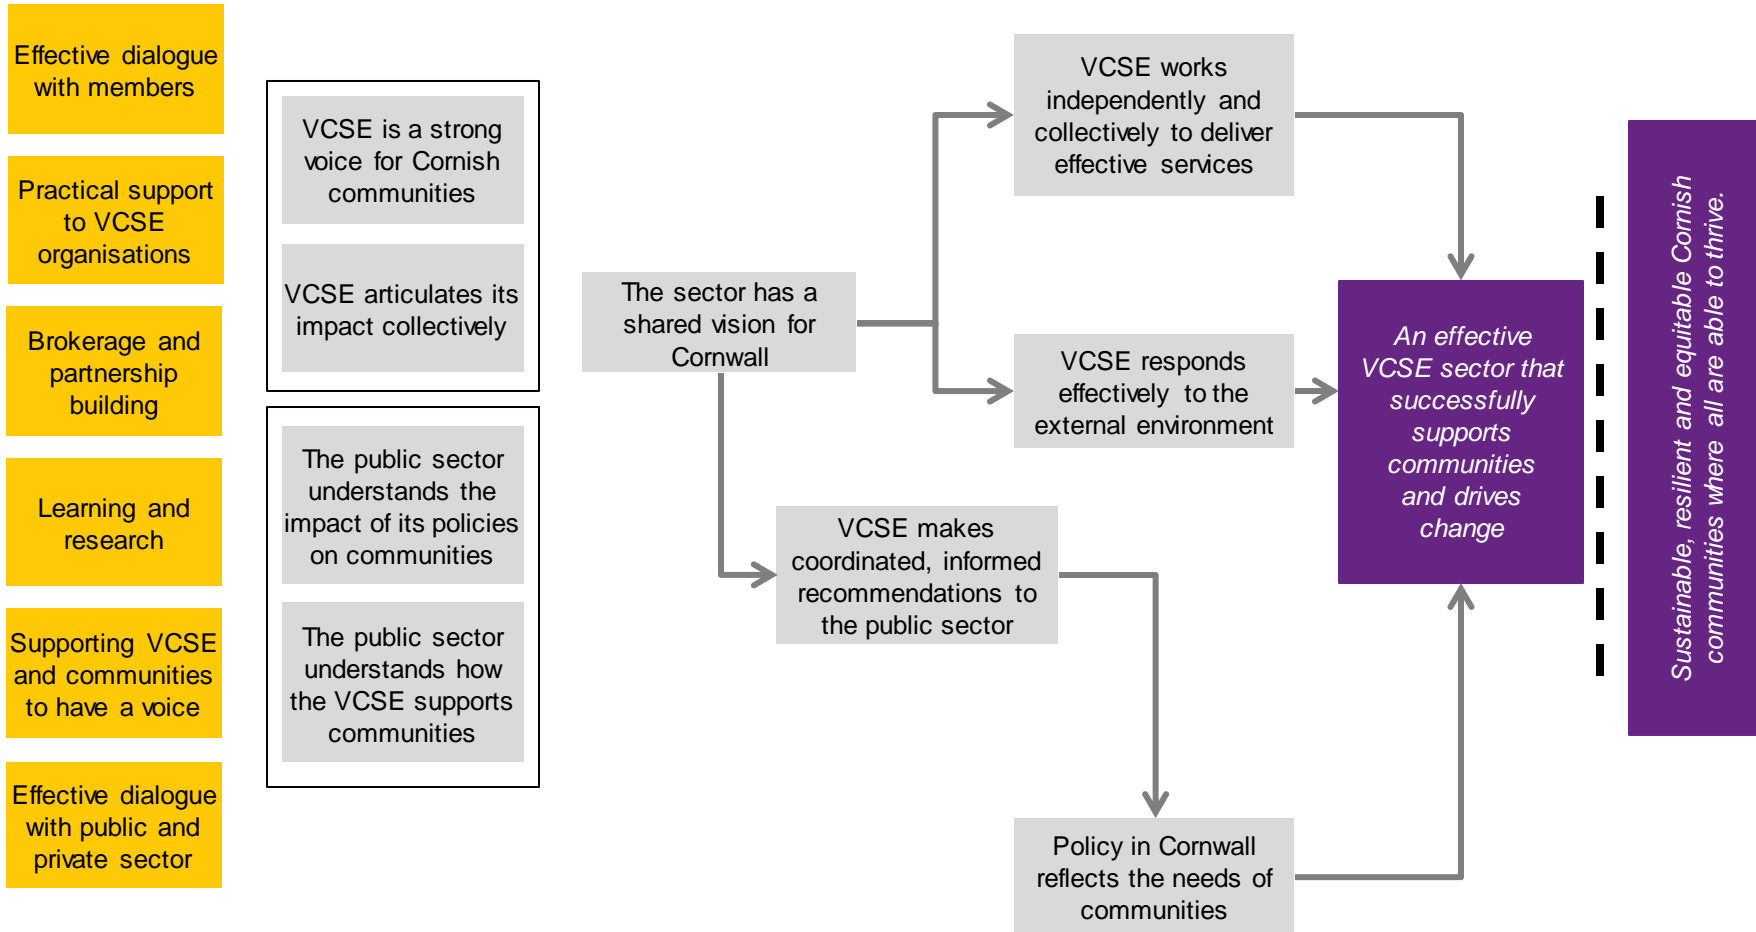 Effective dialogue
with members
Practical support
to VCSE
organisations
Brokerage and
partnership
building
Learning and
research
Supporting VCSE
and communities
to have a voice
Effective dialogue
with public and
private sector
VCSE is a strong
voice for Cornish
communities
VCSE articulates its
impact collectively
The public sector
understands the
impact of its policies
on communities
The public sector
understands how
the VCSE supports
communities
The sector has a
shared vision for
Cornwall
VCSE works
independently and
collectively to deliver
effective services
VCSE responds
effectively to the
external environment
VCSE makes
coordinated, informed
recommendations to
the public sector
Policy in Cornwall
reflects the needs of
communities
An effective
VCSE sector that
successfully
supports
communities
and drives
change
Sustainable, resilient and equitable Cornish
communities where all are able to thrive.